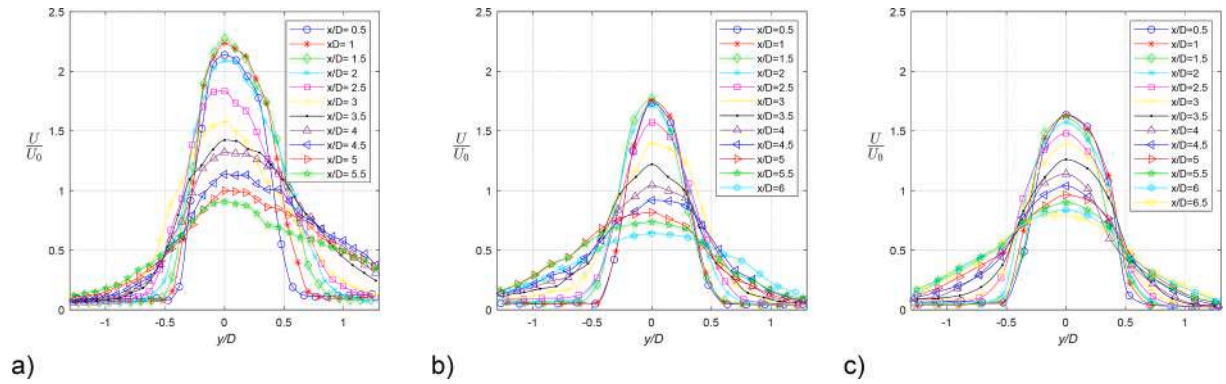 2.5
2
1.5
1
0.5
0
U
U0
-1 -0.5 0 0.5 1
y/D
x/D= 0.5
xD= 1
x/D= 1.5
x/D= 2
x/D= 2.5
x/D= 3
x/D= 3.5
x/D= 4
x/D= 4.5
x/D= 5
x/D= 5.5
a)
2.5
2
1.5
1
0.5
0
U
U0
-1 -0.5 0 0.5 1
y/D
x/D=0.5
x/D=1
x/D=1.5
x/D=2
x/D=2.5
x/D=3
x/D=3.5
x/D=4
x/D=4.5
x/D=5
x/D=5.5
x/D=6
b)
2.5
2
1.5
1
0.5
0
U
U0
-1 -0.5 0 0.5 1
y/D
x/D=0.5
x/D=1
x/D=1.5
x/D=2
x/D=2.5
x/D=3
x/D=3.5
x/D=4
x/D=4.5
x/D=5
x/D=5.5
x/D=6
x/D=6.5
c)